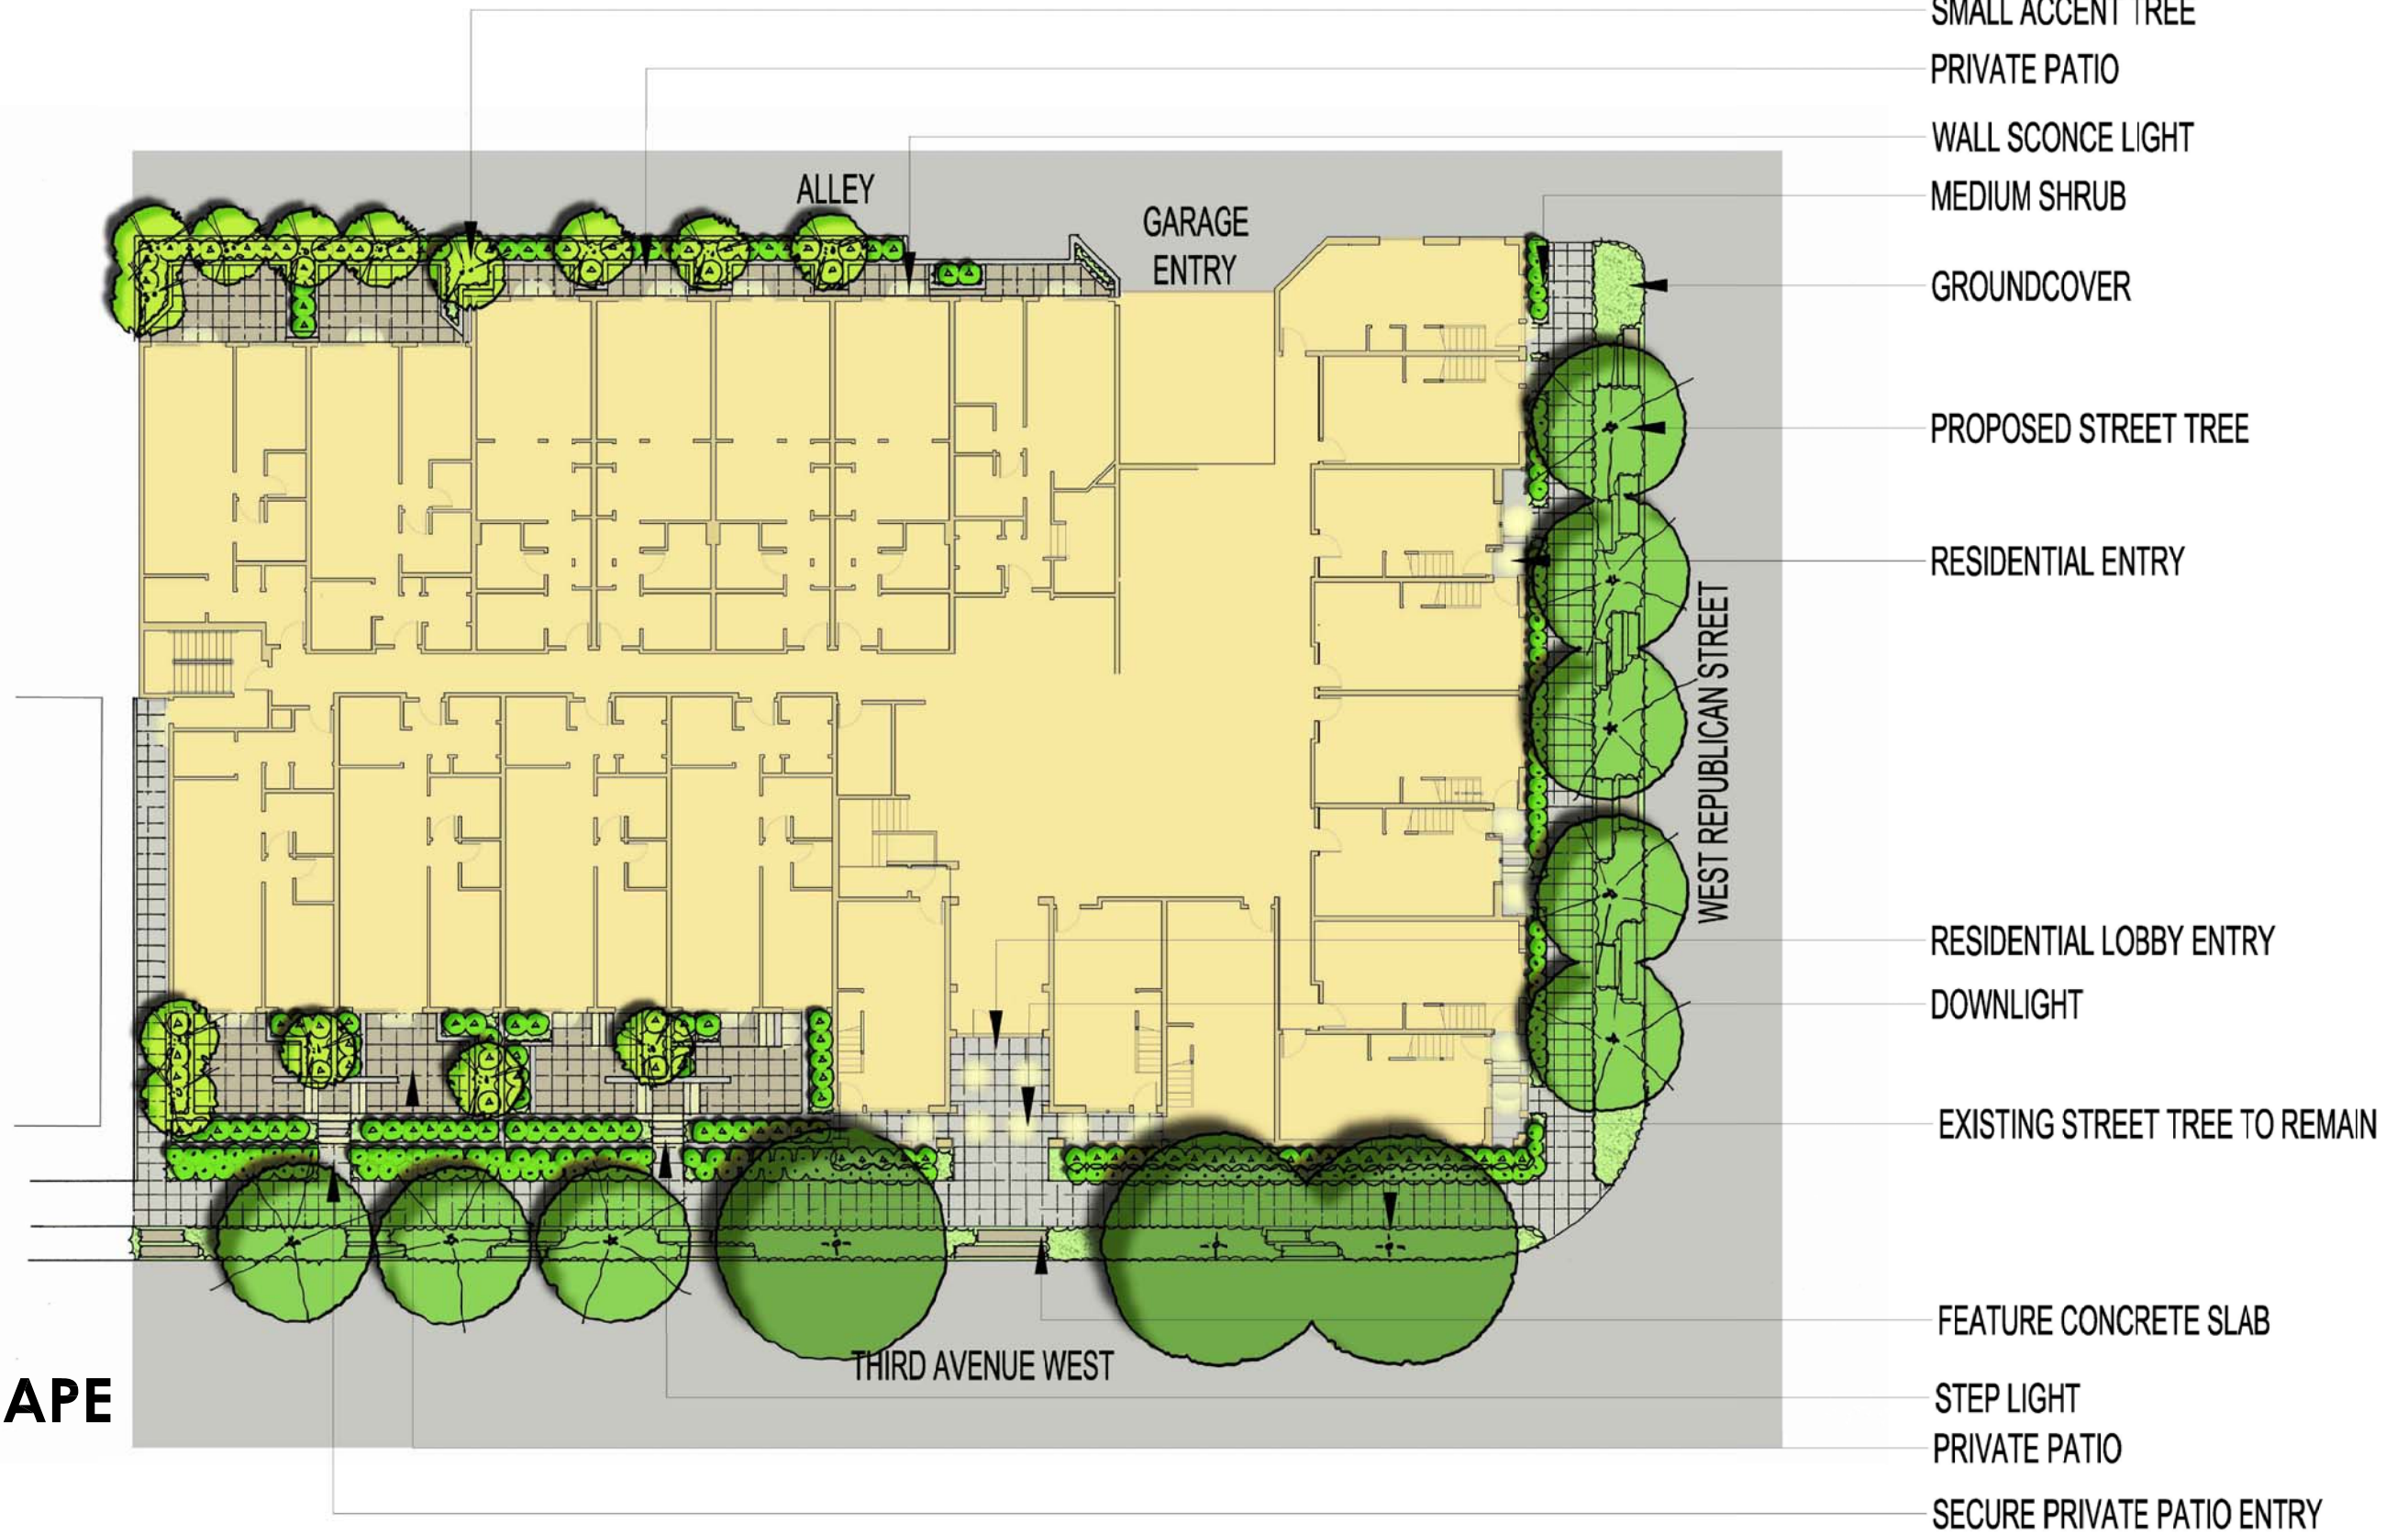 SMALL ACCENT TREE
PRIVATE PATIO
WALL SCONCE LIGHT
MEDIUM SHRUB
ALLEY
GARAGE
ENTRY
GROUNDCOVER
PROPOSED STREET TREE
RESIDENTIAL ENTRY
WEST REPUBLICAN STREET
RESIDENTIAL LOBBY ENTRY
DOWNLIGHT
EXISTING STREET TREE TO REMAIN
FEATURE CONCRETE SLAB
THIRD AVENUE WEST
APE
STEP LIGHT
PRIVATE PATIO
SECURE PRIVATE PATIO ENTRY